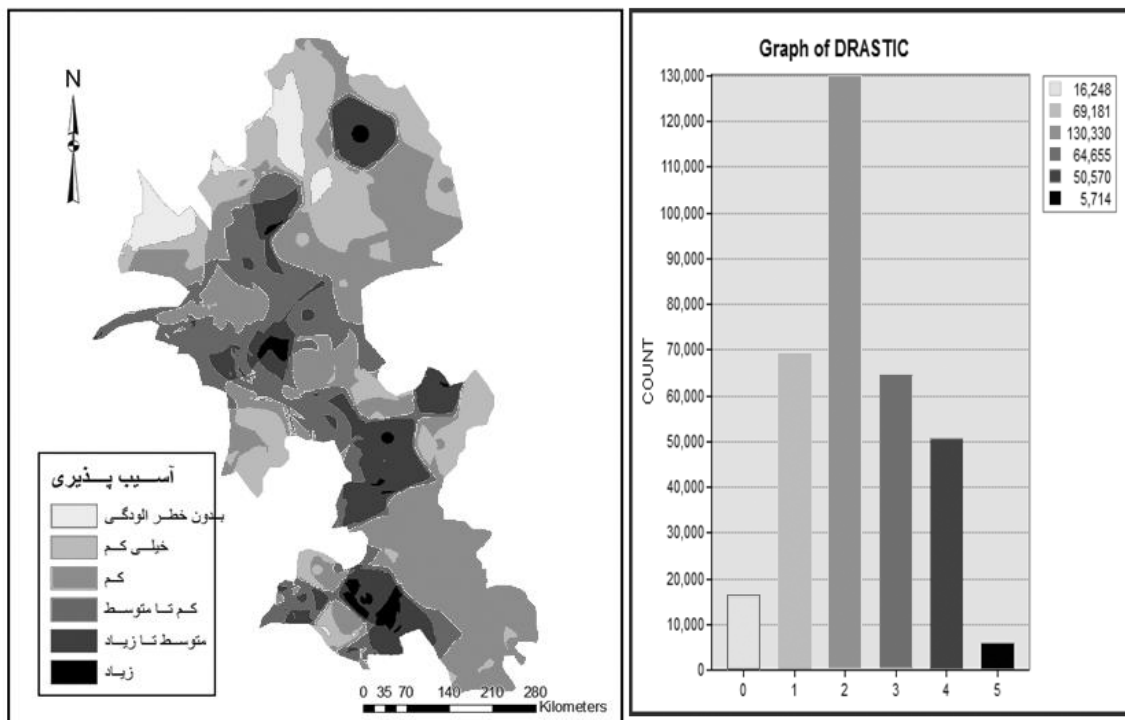 N
آسیب پذیری
بدون خطر الودگی
خیلی کم
کم
کم تا متوسط
متوسط تا زیاد
زیاد
0 35 70 140 210 280
Kilometers
Graph of DRASTIC
130,000
120,000
110,000
100,000
90,000
80,000
70,000
60,000
50,000
40,000
30,000
20,000
10,000
0
COUNT
0 1 2 3 4 5
16,248
69,181
130,330
64,655
50,570
5,714